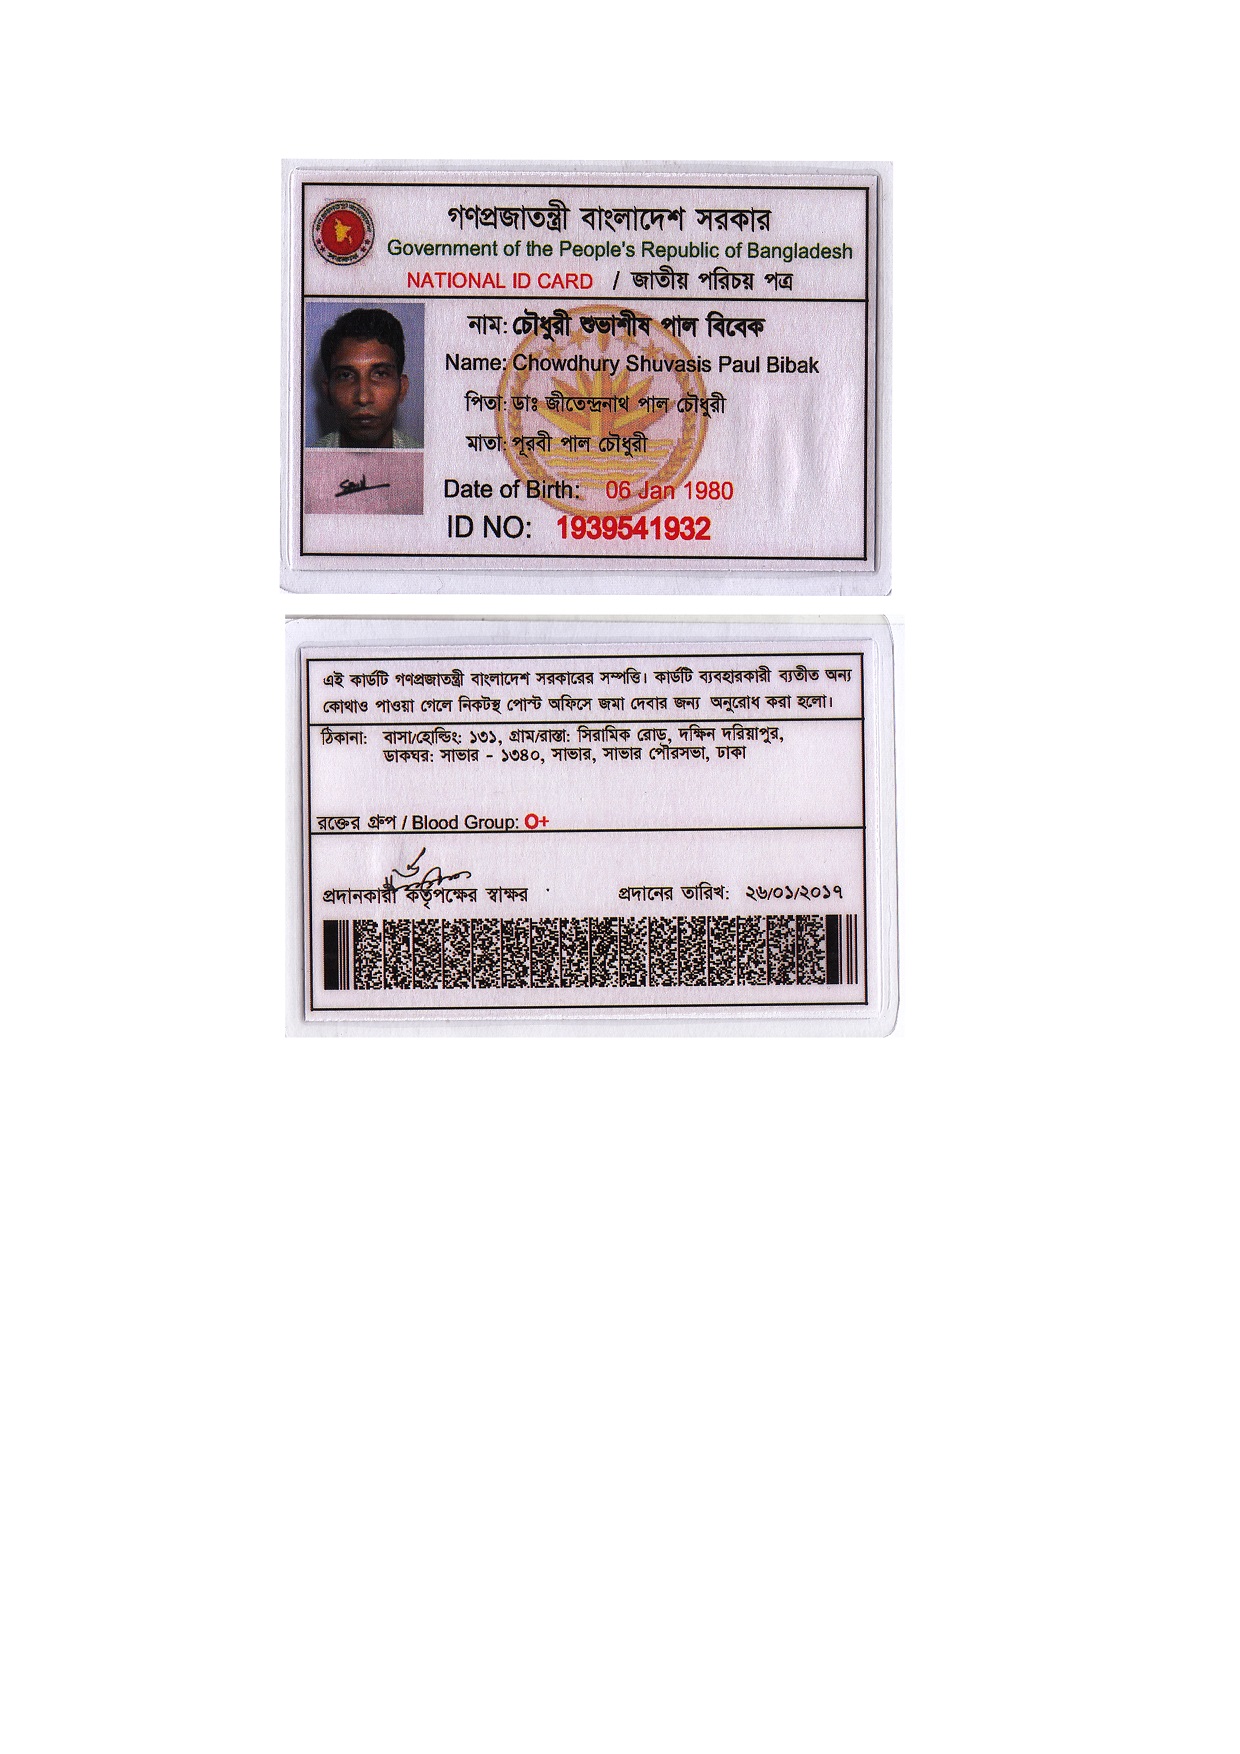 গণপ্রজাতন্ত্রী বাংলাদেশ সরকার
Government of the People's Republic of Bangladesh
NATIONAL ID CARD / জাতীয় পরিচয় পত্র
নাম: চৌধুরী শুভাশীষ পাল বিবেক
Name: Chowdhury Shuvasis Paul Bibak
পিতা: ডাঃ জীতেন্দ্রনাথ পাল চৌধুরী
মাতা: পূরবী পাল চৌধুরী
Date of Birth: 06 Jan 1980
ID NO: 1939541932
এই কার্ডটি গণপ্রজাতন্ত্রী বাংলাদেশ সরকারের সম্পত্তি। কার্ডটি ব্যবহারকারী ব্যতীত অন্য
কোথাও পাওয়া গেলে নিকটস্থ পোস্ট অফিসে জমা দেবার জন্য অনুরোধ করা হলো।
ঠিকানা: বাসা/হোল্ডিং: ১৩১, গ্রাম/রাস্তা: সিরামিক রোড, দক্ষিন দরিয়াপুর,
ডাকঘর: সাভার - ১৩৪০, সাভার, সাভার পৌরসভা, ঢাকা
রক্তের গ্রুপ / Blood Group: O+
প্রদানকারী কর্তৃপক্ষের স্বাক্ষর প্রদানের তারিখ: ২৬/০১/২০১৭